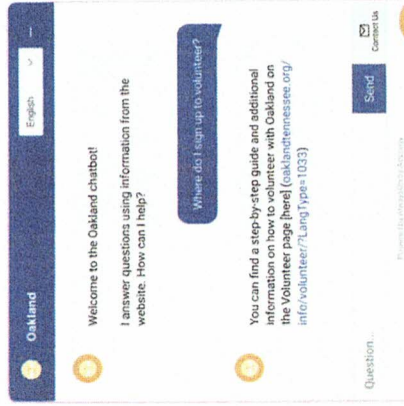 Oakland
English
Welcome to the Oakland chatbot!
I answer questions using information from the
website. How can I help?
Where do I sign up to volunteer?
You can find a step-by-step guide and additional
information on how to volunteer with Oakland on
the Volunteer page [here] (oaklandtennessee.org/
info/volunteer/?LangType=1033)
Question...
Send
Contact Us